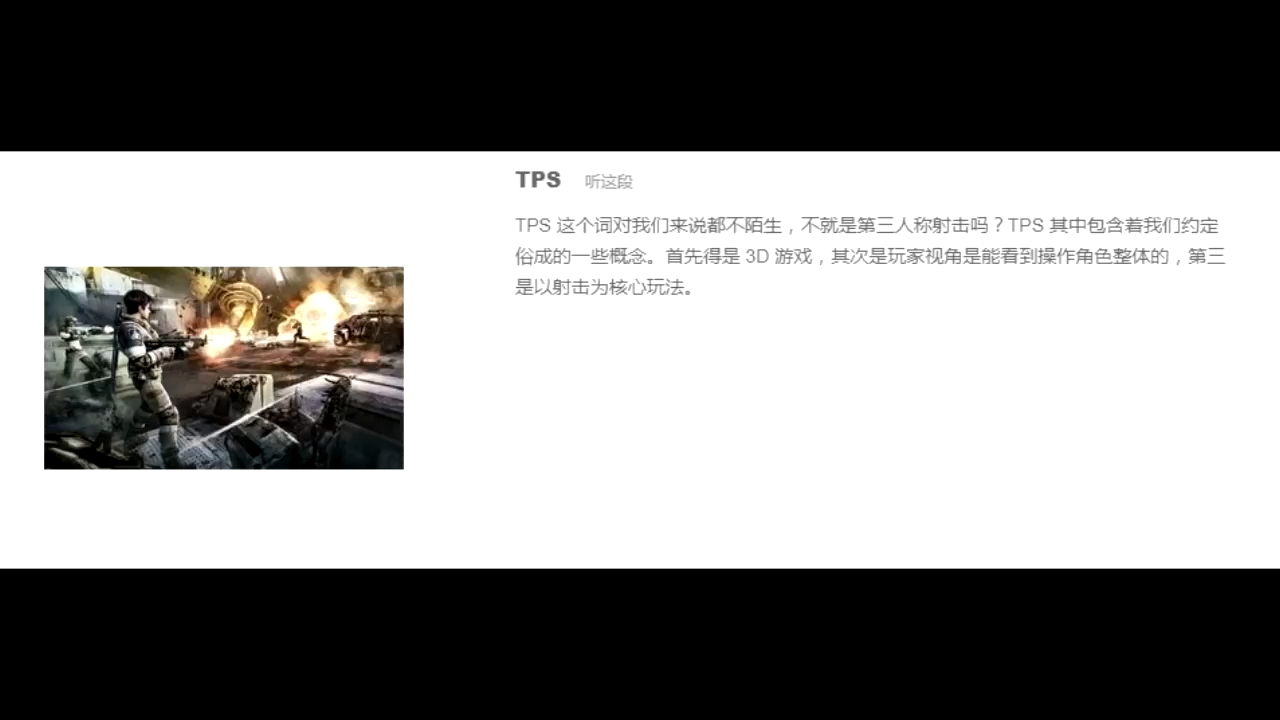 TPS 听这段
TPS 这个词对我们来说都不陌生，不就是第三人称射击吗？TPS 其中包含着我们约定
俗成的一些概念。首先得是 3D 游戏，其次是玩家视角是能看到操作角色整体的，第三
是以射击为核心玩法。